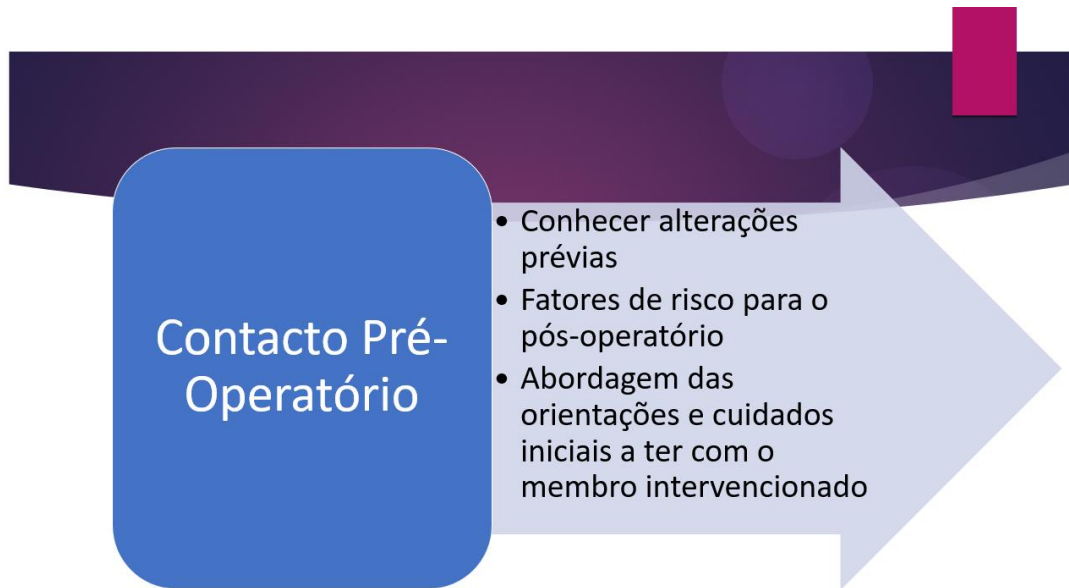 Contacto Pré-
Operatório
• Conhecer alterações
prévias
• Fatores de risco para o
pós-operatório
• Abordagem das
orientações e cuidados
iniciais a ter com o
membro intervencionado